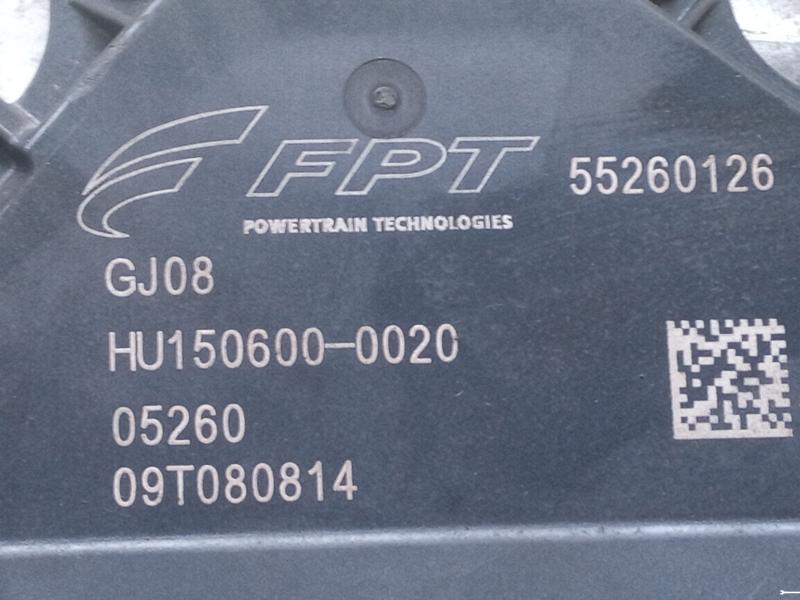 FPT 55260126
POWERTRAIN TECHNOLOGIES
GJ08
HU150600-0020
05260
09T080814